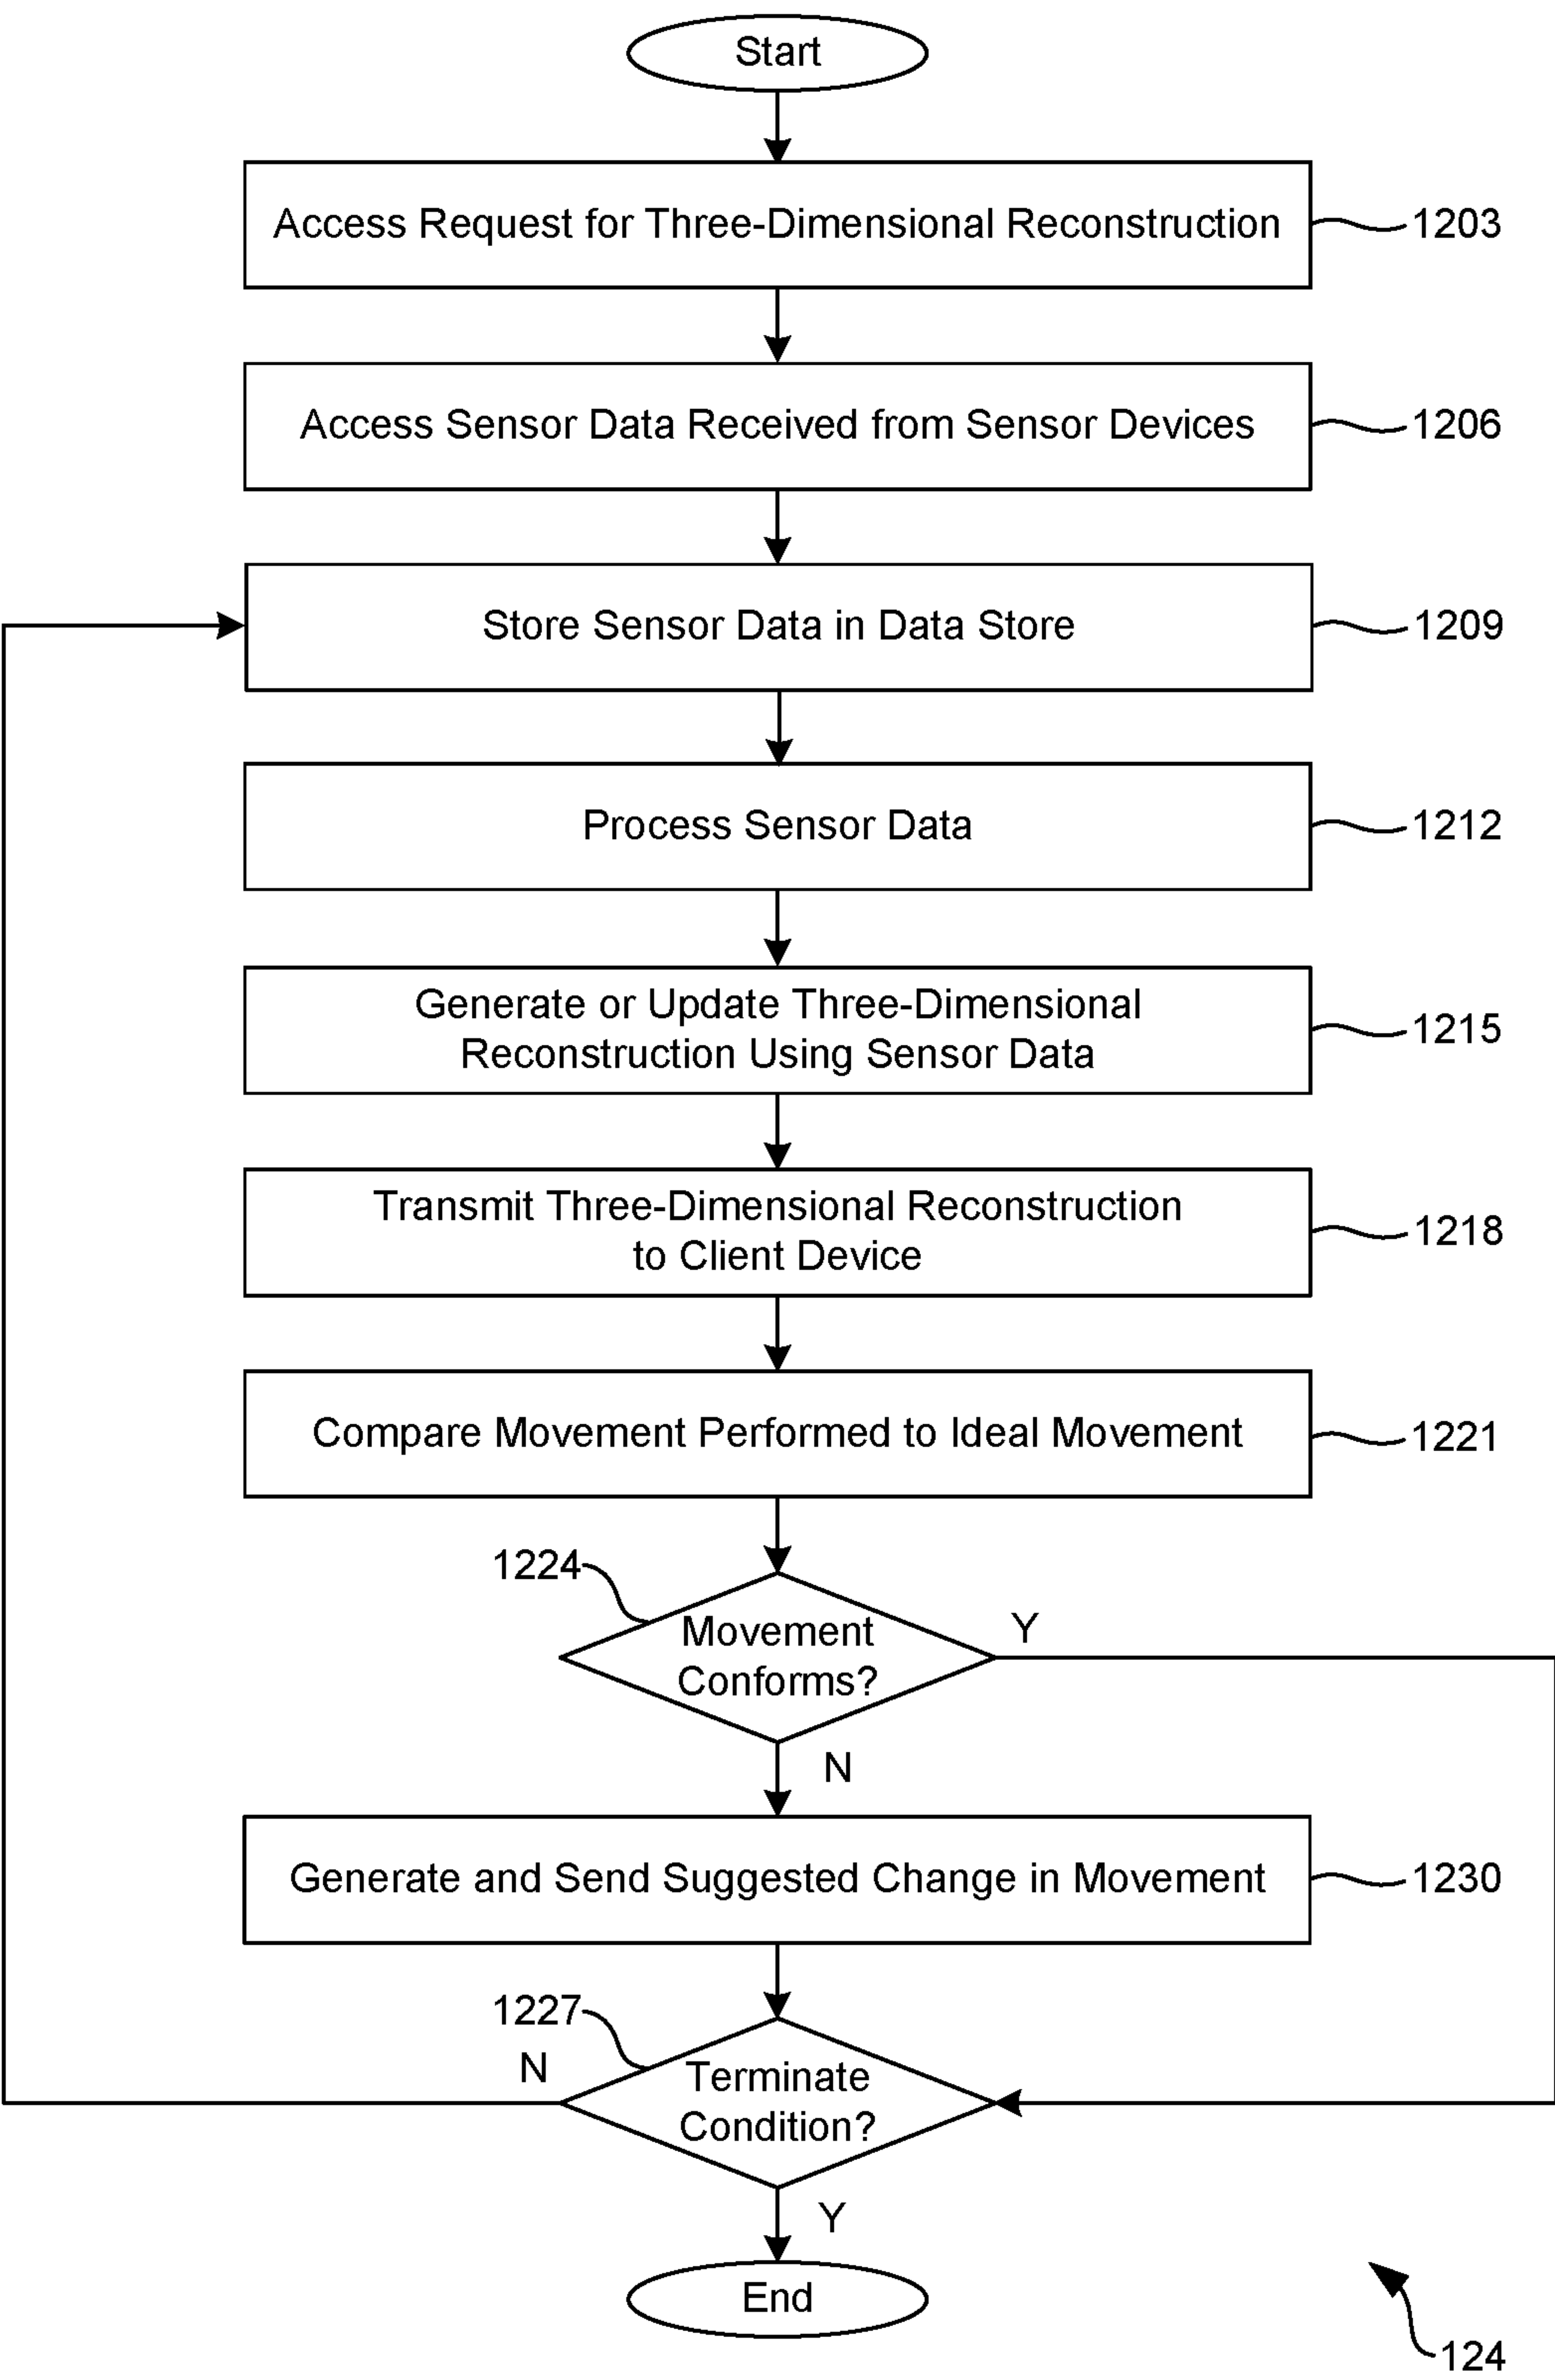 Start
Access Request for Three-Dimensional Reconstruction
1203
Access Sensor Data Received from Sensor Devices
1206
Store Sensor Data in Data Store
1209
Process Sensor Data
1212
Generate or Update Three-Dimensional
Reconstruction Using Sensor Data
1215
Transmit Three-Dimensional Reconstruction
to Client Device
1218
Compare Movement Performed to Ideal Movement
1221
1224
Movement
Conforms?
Y
N
Generate and Send Suggested Change in Movement
1230
1227
N
Terminate
Condition?
Y
End
124